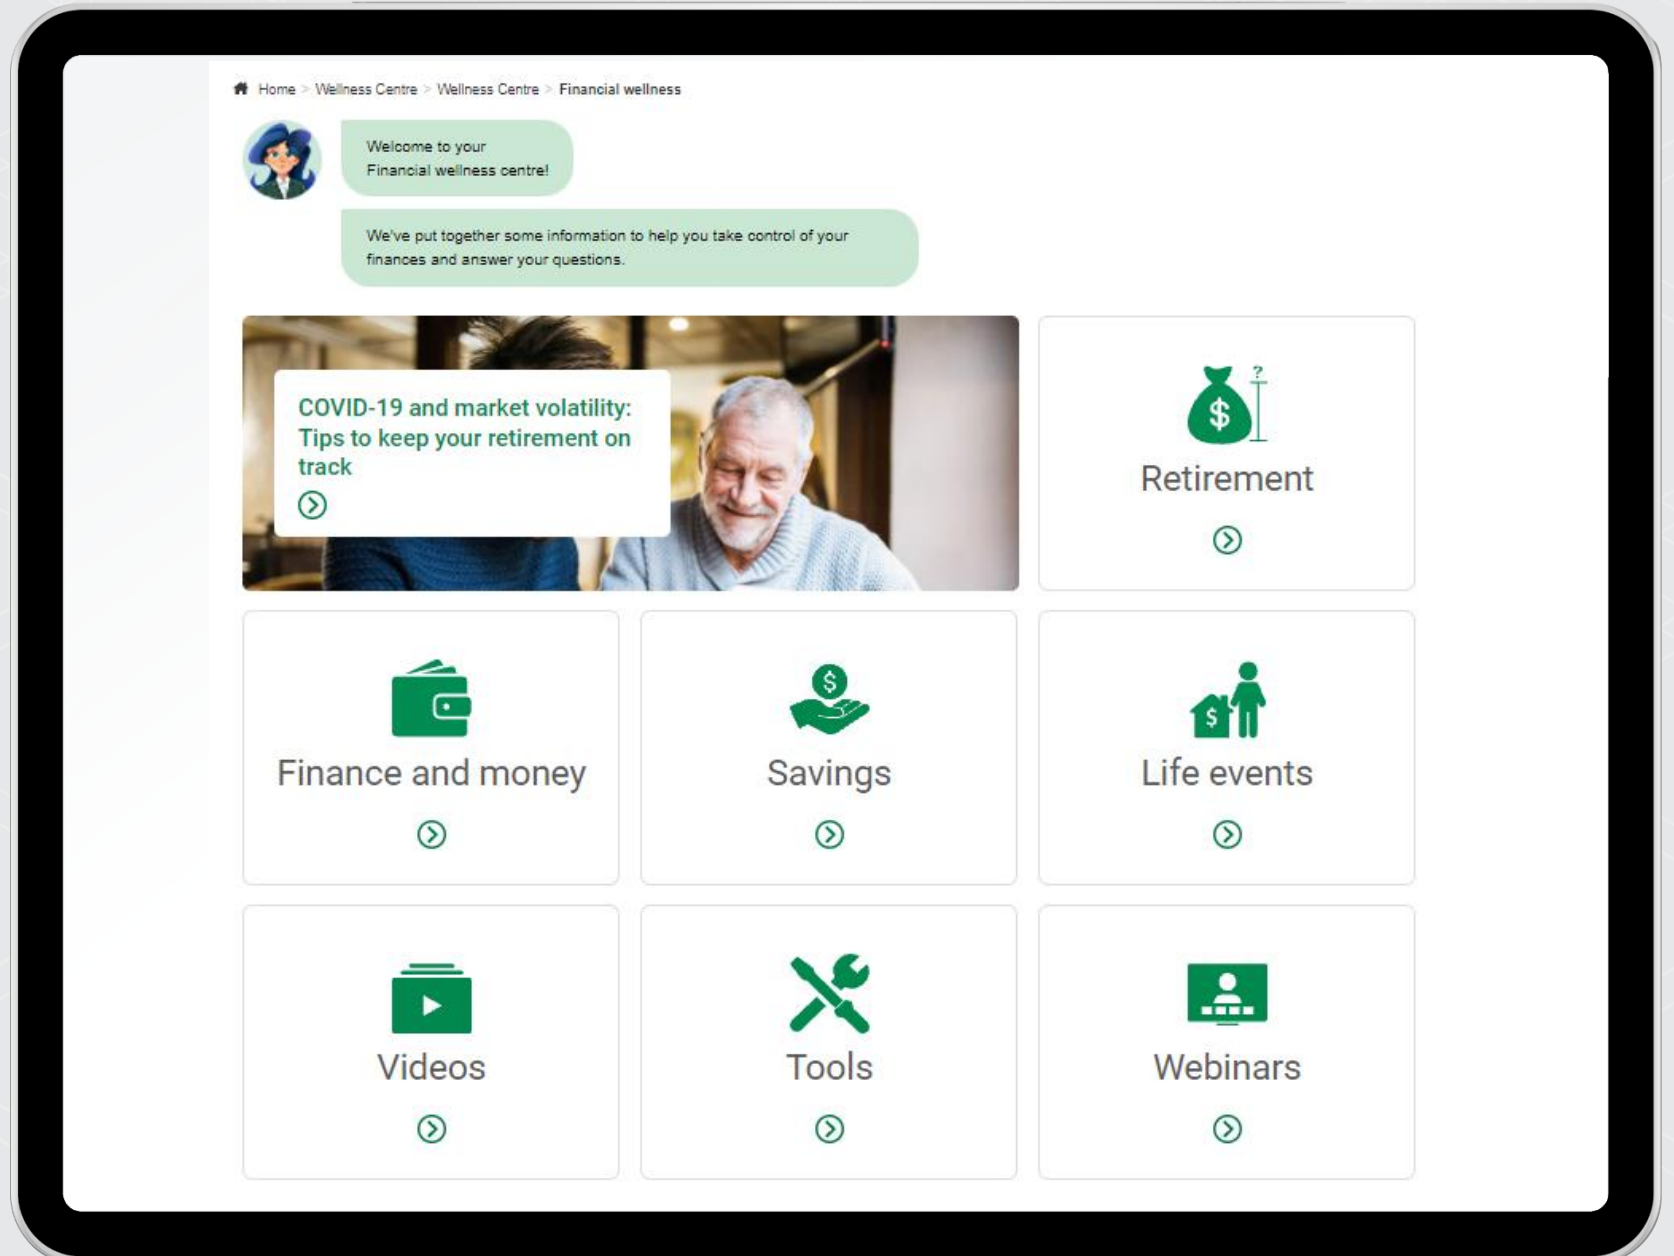 Home > Wellness Centre > Wellness Centre > Financial wellness
Welcome to your
Financial wellness centre!
We've put together some information to help you take control of your
finances and answer your questions.
COVID-19 and market volatility:
Tips to keep your retirement on
track
?
$
Retirement
Finance and money
$
Savings
$
Life events
Videos
Tools
Webinars